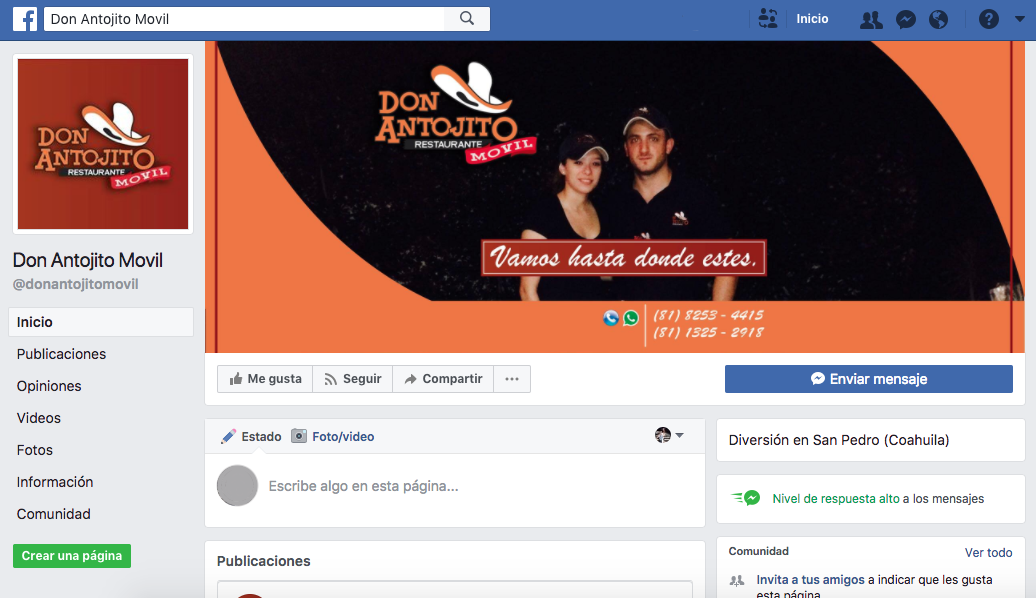 Don Antojito Movil
Inicio
DON
ANTOJITO
RESTAURANTE
MOVIL
DON
ANTOJITO
RESTAURANTE
MOVIL
Vamos hasta donde estes.
(81) 8253 - 4415
(81) 1325 - 2918
Don Antojito Movil
@donantojitomovil
Inicio
Publicaciones
Opiniones
Videos
Fotos
Información
Comunidad
Crear una página
Me gusta
Seguir
Compartir
Enviar mensaje
Estado
Foto/video
Escribe algo en esta página...
Publicaciones
Diversión en San Pedro (Coahuila)
Nivel de respuesta alto a los mensajes
Comunidad
Ver todo
Invita a tus amigos a indicar que les gusta
esta página